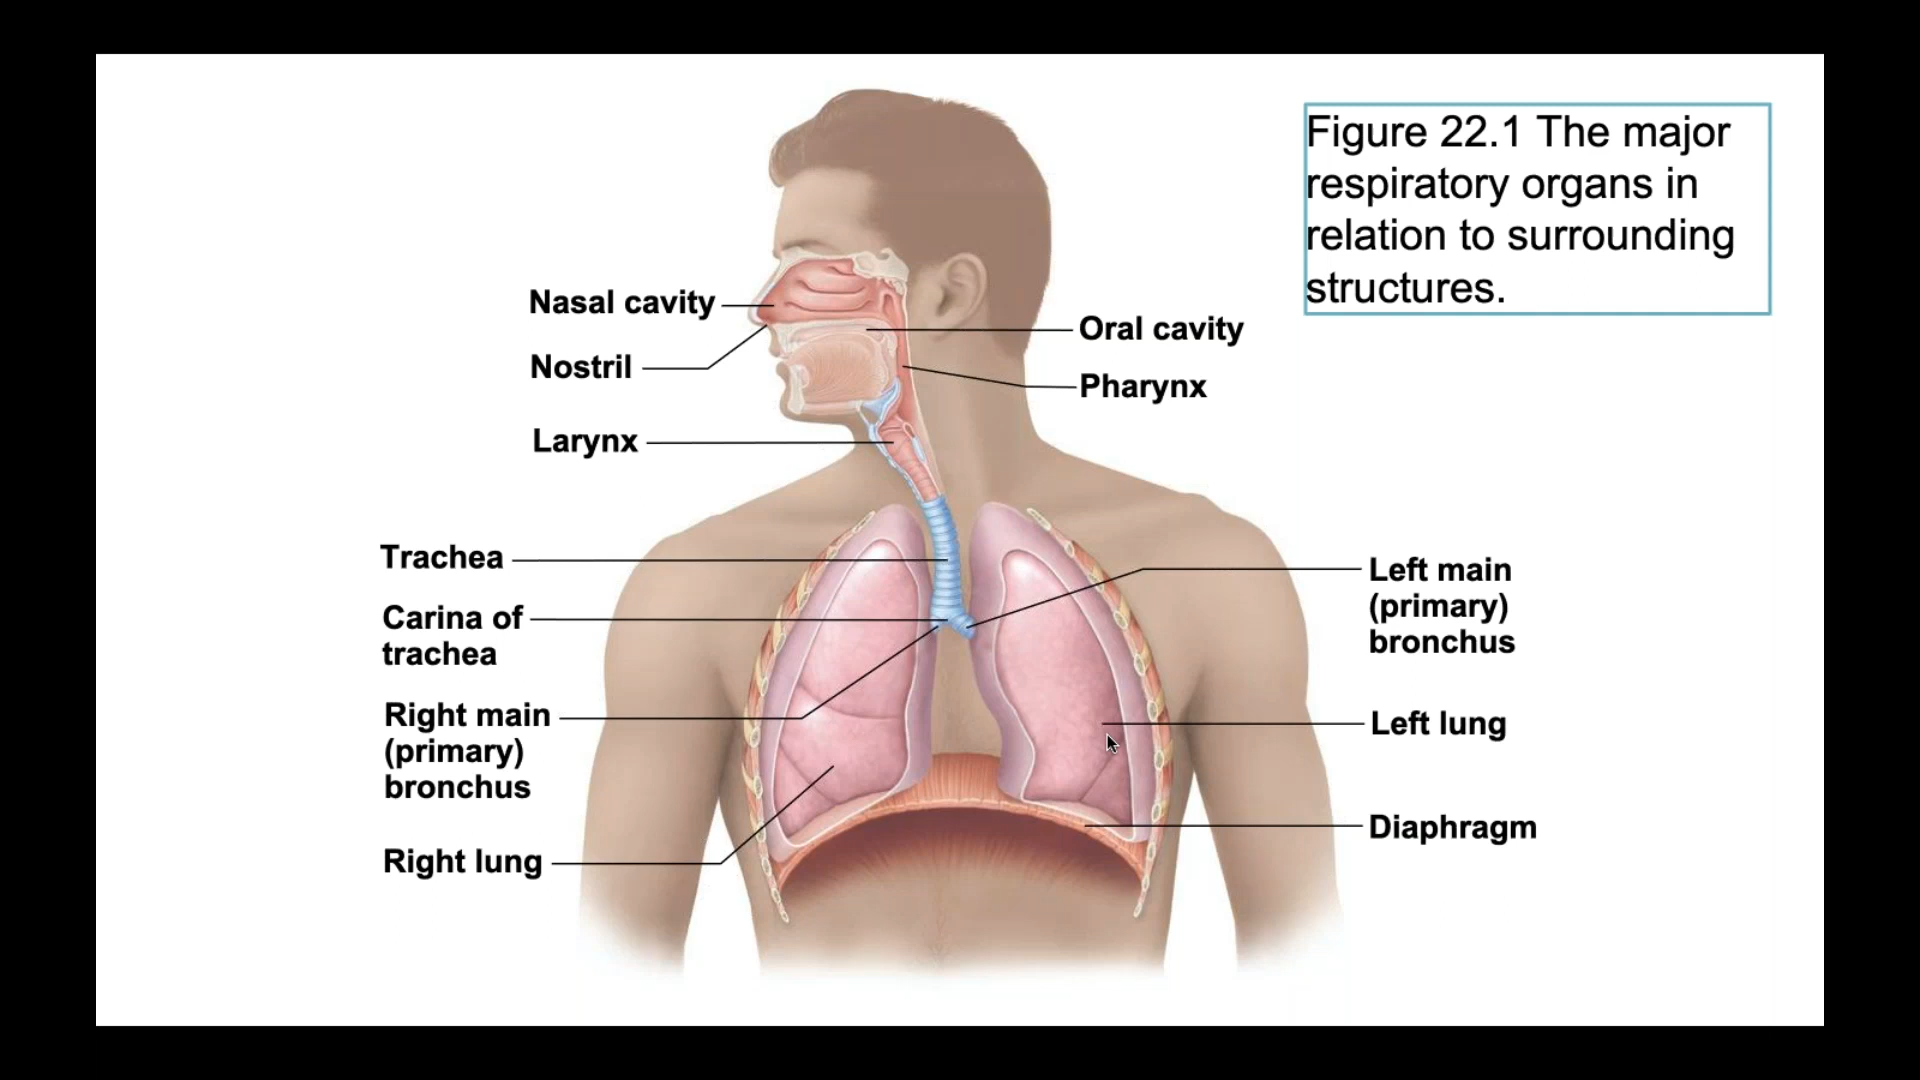 Figure 22.1 The major
respiratory organs in
relation to surrounding
structures.
Nasal cavity
Nostril
Larynx
Trachea
Carina of
trachea
Right main
(primary)
bronchus
Right lung
Oral cavity
Pharynx
Left main
(primary)
bronchus
Left lung
Diaphragm